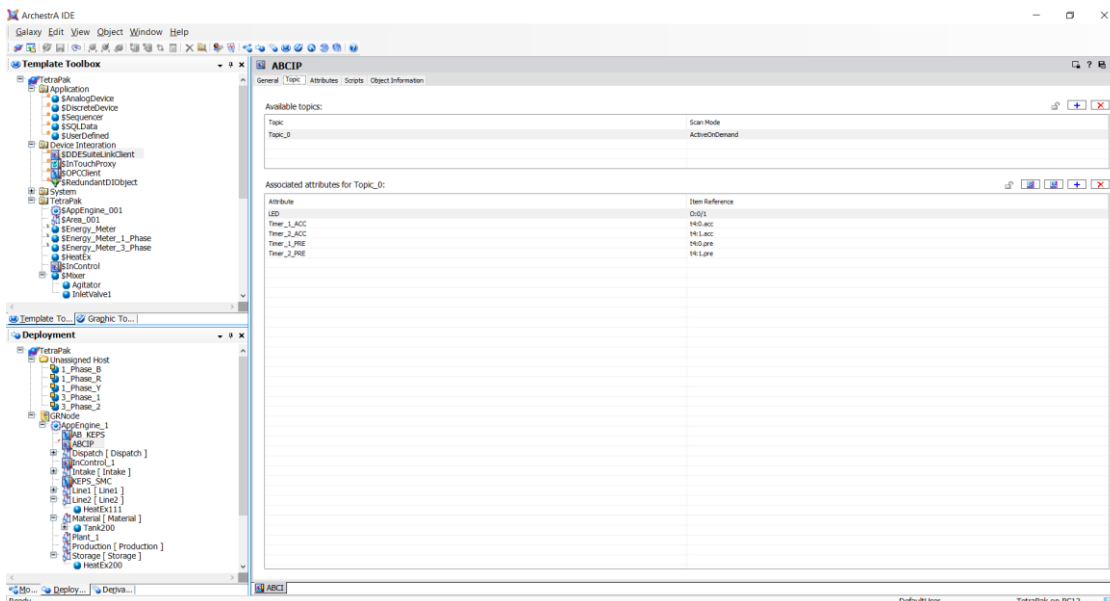 ArchestrA IDE
Galaxy Edit View Object Window Help
Template Toolbox
TetraPak
Application
$AnalogDevice
$DiscreteDevice
$Sequencer
$SQLData
$UserDefined
Device Integration
$DDESuiteLinkClient
$InTouchProxy
$OPCClient
$RedundantDIObject
System
TetraPak
$AppEngine_001
$Area_001
$Energy_Meter
$Energy_Meter_1_Phase
$Energy_Meter_3_Phase
$HeatEx
$InControl
$Mixer
Agitator
InletValve1
Template To... Graphic To...
Deployment
TetraPak
Unassigned Host
1_Phase_B
1_Phase_R
1_Phase_Y
3_Phase_1
3_Phase_2
GRNode
AppEngine_1
AB_KEPS
ABCIP
Dispatch [ Dispatch ]
InControl_1
Intake [ Intake ]
KEPS_SMC
Line1 [ Line1 ]
Line2 [ Line2 ]
HeatEx111
Material [ Material ]
Tank200
Plant_1
Production [ Production ]
Storage [ Storage ]
HeatEx200
Mo... Deploy... Deriva...
Ready
ABCIP
General Topic Attributes Scripts Object Information
Available topics:
Topic Scan Mode
Topic_0 ActiveOnDemand
Associated attributes for Topic_0:
Attribute Item Reference
LED O:0/1
Timer_1_ACC t4:0.acc
Timer_2_ACC t4:1.acc
Timer_1_PRE t4:0.pre
Timer_2_PRE t4:1.pre
ABCI
DefaultUser TetraPak on PC12